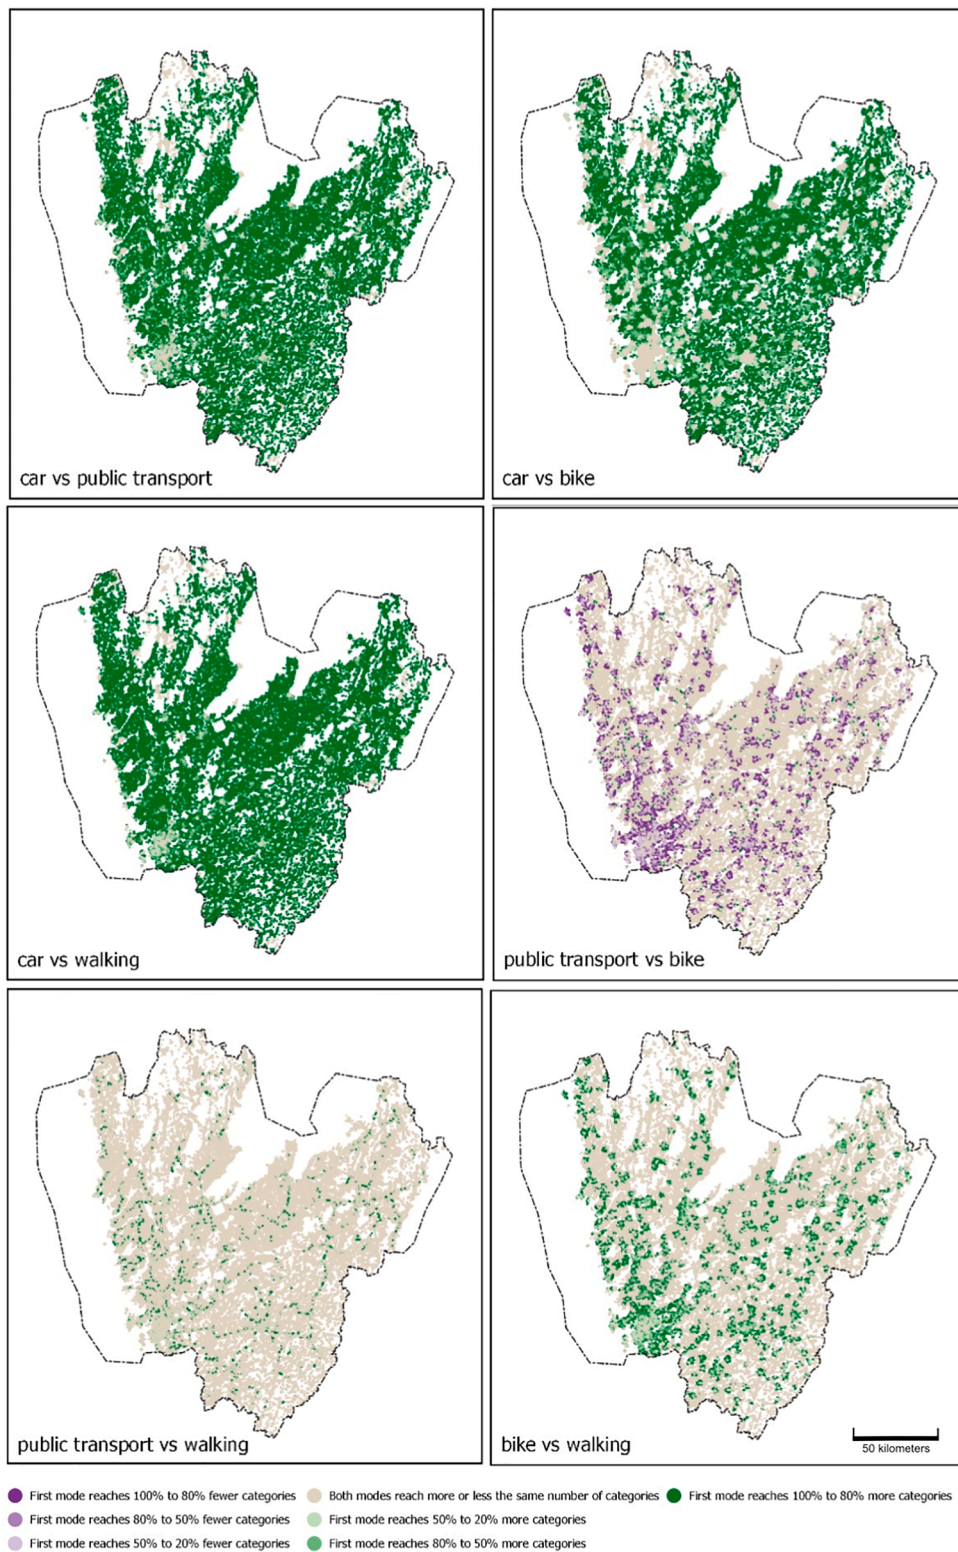 car vs public transport
car vs bike
car vs walking
public transport vs bike
public transport vs walking
bike vs walking
50 kilometers
First mode reaches 100% to 80% fewer categories
Both modes reach more or less the same number of categories
First mode reaches 100% to 80% more categories
First mode reaches 80% to 50% fewer categories
First mode reaches 50% to 20% more categories
First mode reaches 50% to 20% fewer categories
First mode reaches 80% to 50% more categories